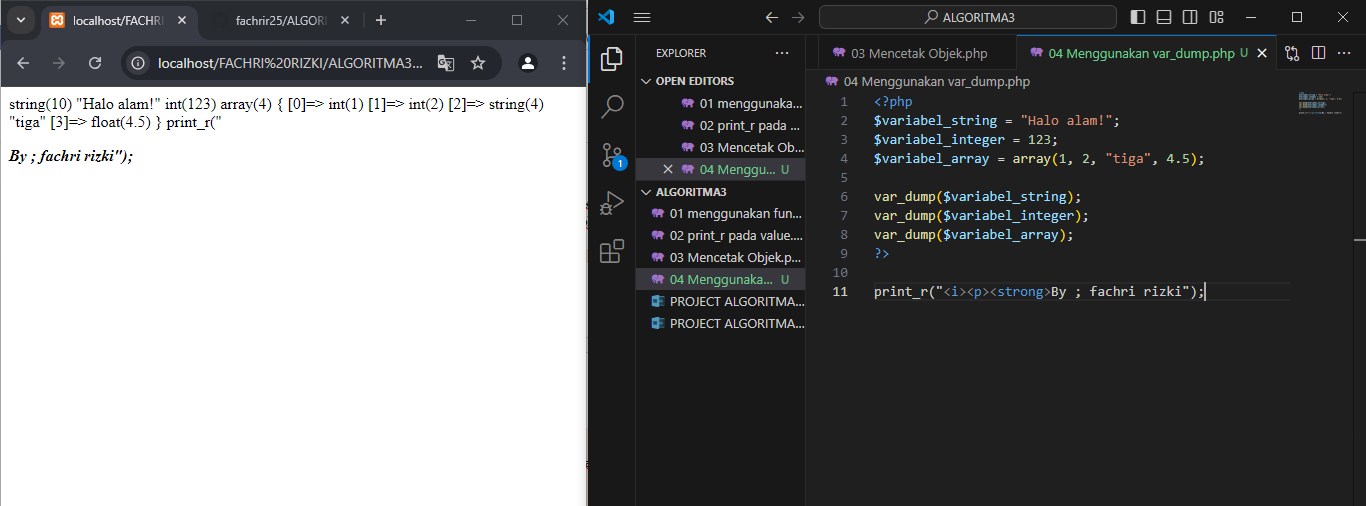 localhost/FACHRI
fachrir25/ALGORI
localhost/FACHRI%20RIZKI/ALGORITMA3...
string(10) "Halo alam!" int(123) array(4) { [0]=> int(1) [1]=> int(2) [2]=> string(4)
"tiga" [3]=> float(4.5) } print_r("
By ; fachri rizki");
ALGORITMA3
EXPLORER
OPEN EDITORS
01 menggunaka...
02 print_r pada ...
03 Mencetak Ob...
04 Menggu... U
ALGORITMA3
01 menggunakan fun...
02 print_r pada value....
03 Mencetak Objek.p...
04 Menggunaka... U
PROJECT ALGORITMA...
PROJECT ALGORITMA...
1
03 Mencetak Objek.php
04 Menggunakan var_dump.php U
04 Menggunakan var_dump.php
1 <?php
2 $variabel_string = "Halo alam!";
3 $variabel_integer = 123;
4 $variabel_array = array(1, 2, "tiga", 4.5);
5
6 var_dump($variabel_string);
7 var_dump($variabel_integer);
8 var_dump($variabel_array);
9 ?>
10
11 print_r("<i><p><strong>By ; fachri rizki");